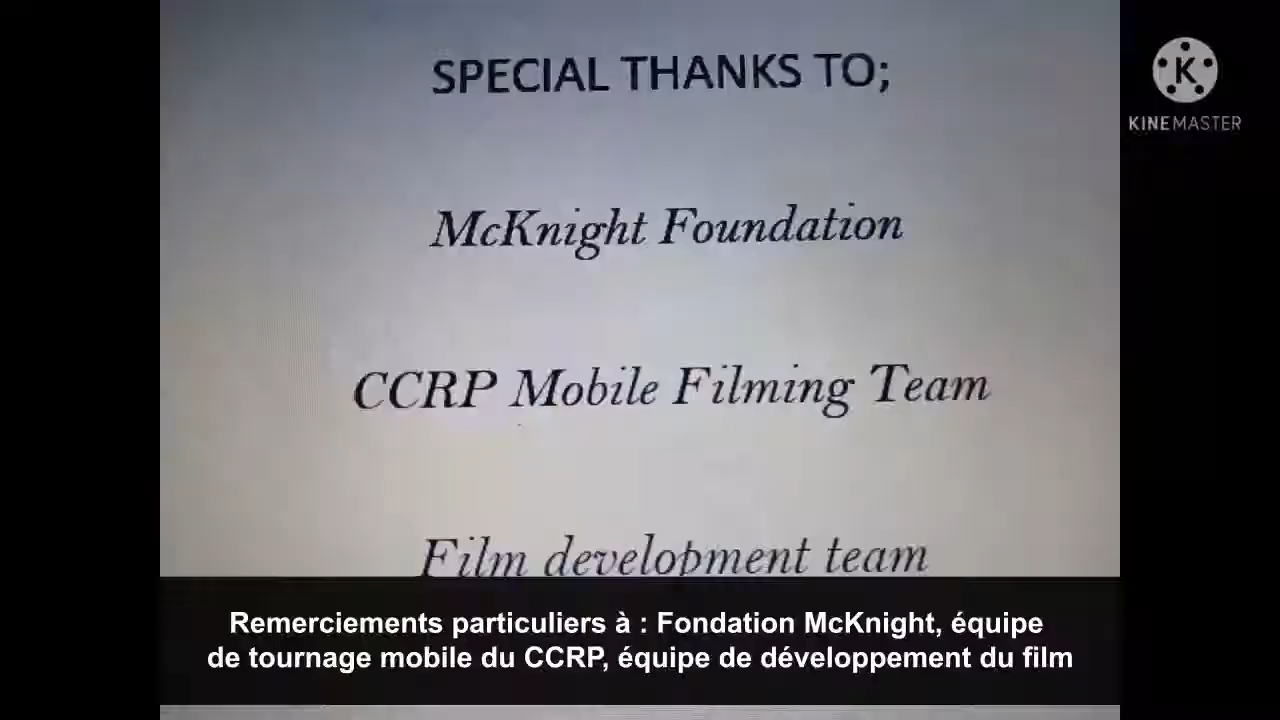 SPECIAL THANKS TO;
K
KINEMASTER
McKnight Foundation
CCRP Mobile Filming Team
Film development team
Remerciements particuliers à : Fondation McKnight, équipe
de tournage mobile du CCRP, équipe de développement du film